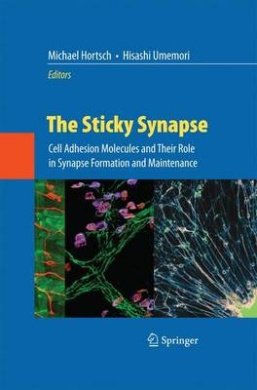 Michael Hortsch • Hisashi Umemori
Editors
The Sticky Synapse
Cell Adhesion Molecules and Their Role
in Synapse Formation and Maintenance
Springer